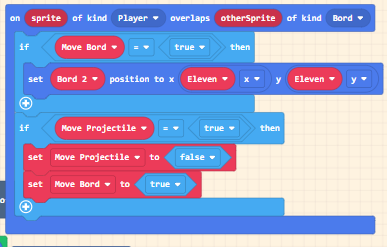 on sprite of kind Player overlaps otherSprite of kind Bord
if Move Bord = true then
set Bord 2 position to x Eleven x y Eleven y
if Move Projectile = true then
set Move Projectile to false
set Move Bord to true